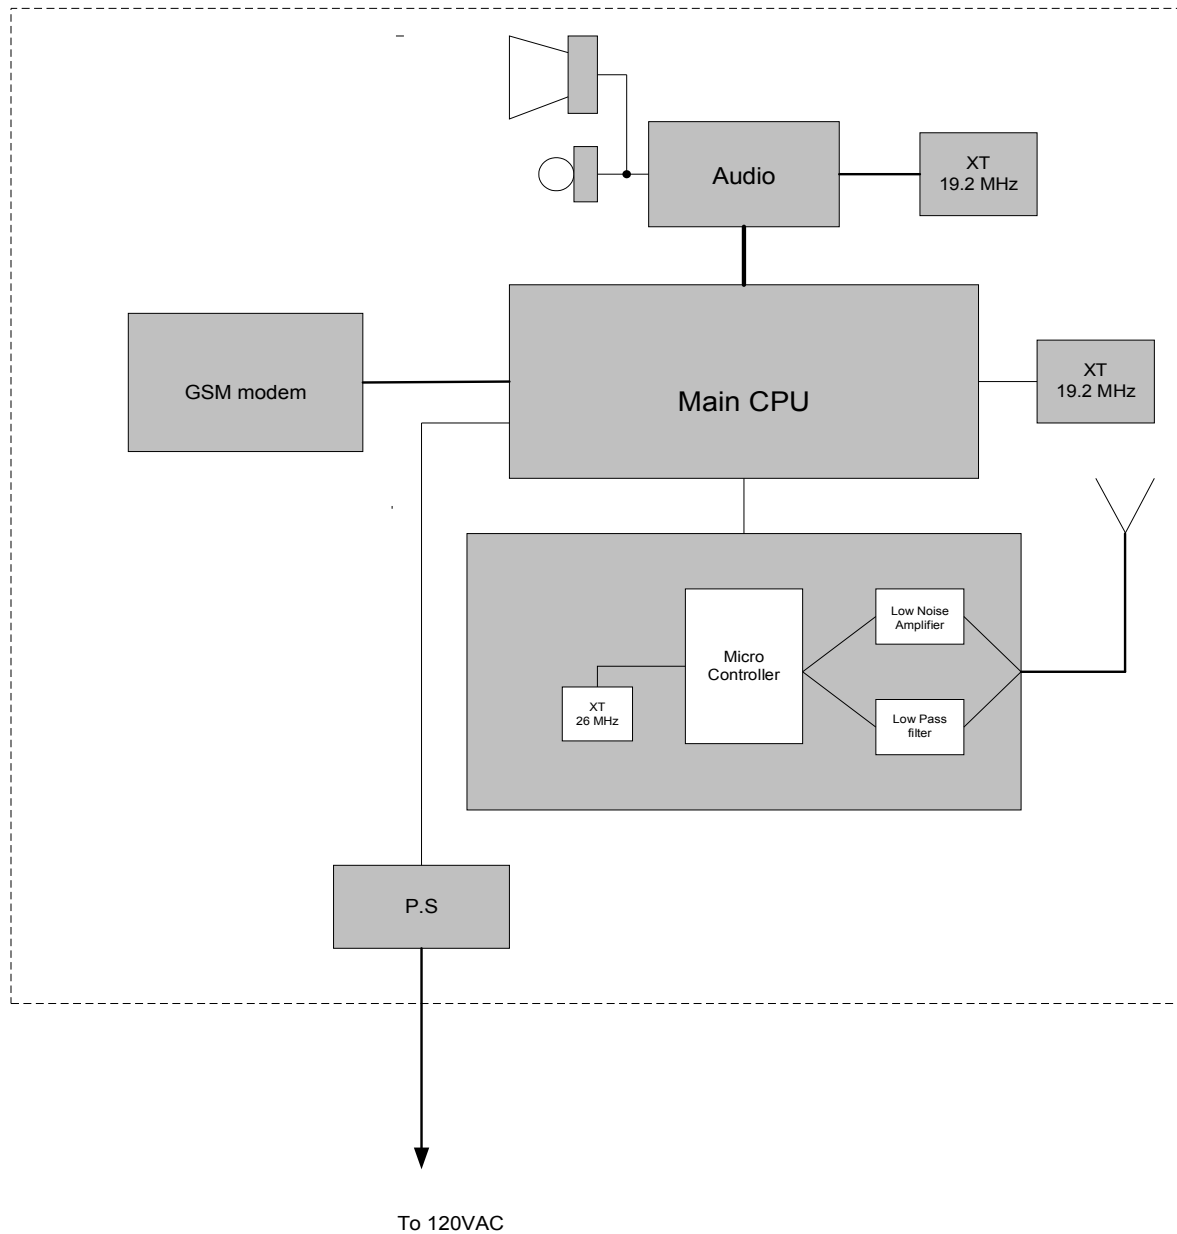 Audio
XT
19.2 MHz
GSM modem
Main CPU
XT
19.2 MHz
Micro
Controller
Low Noise
Amplifier
XT
26 MHz
Low Pass
filter
P.S
To 120VAC